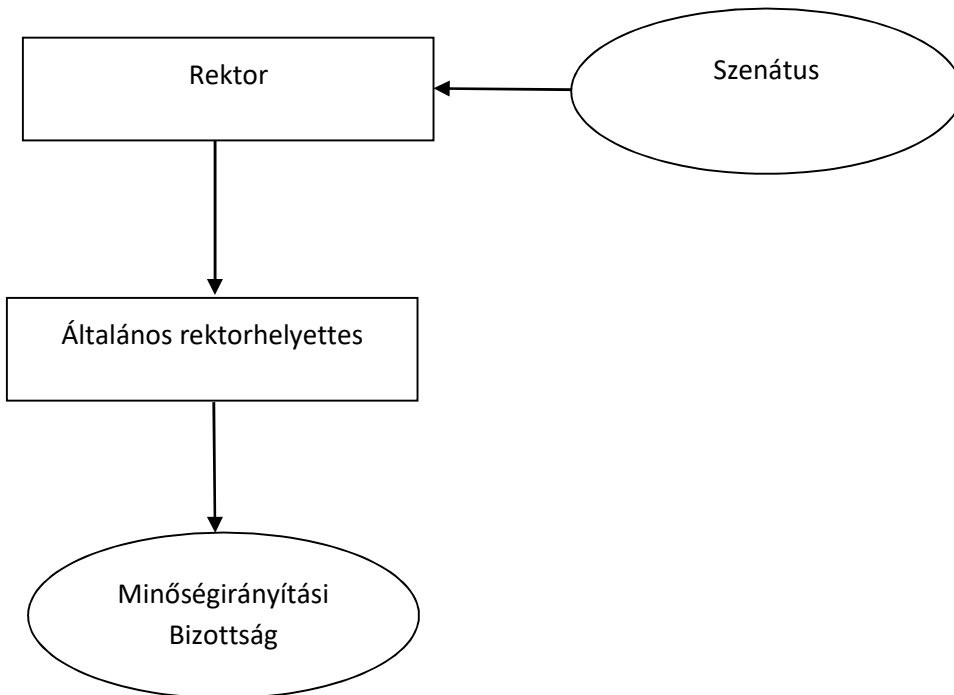 Rektor
Szenátus
Általános rektorhelyettes
Minőségirányítási
Bizottság